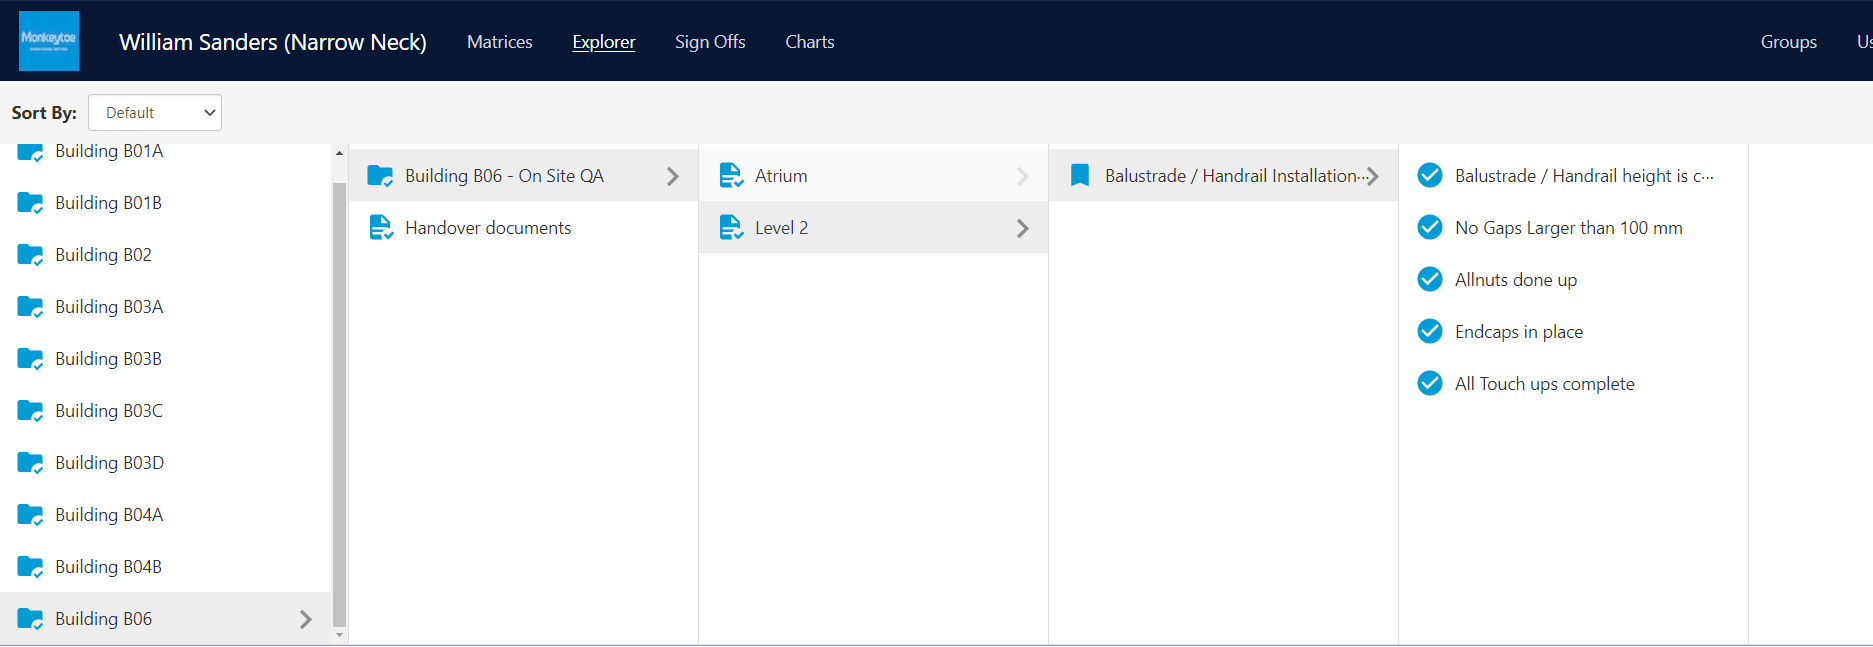 Monkeytoe
William Sanders (Narrow Neck)
Matrices
Explorer
Sign Offs
Charts
Groups
Us
Sort By:
Default
Building B01A
Building B01B
Building B02
Building B03A
Building B03B
Building B03C
Building B03D
Building B04A
Building B04B
Building B06
Building B06 - On Site QA
Handover documents
Atrium
Level 2
Balustrade / Handrail Installation...
Balustrade / Handrail height is c...
No Gaps Larger than 100 mm
Allnuts done up
Endcaps in place
All Touch ups complete